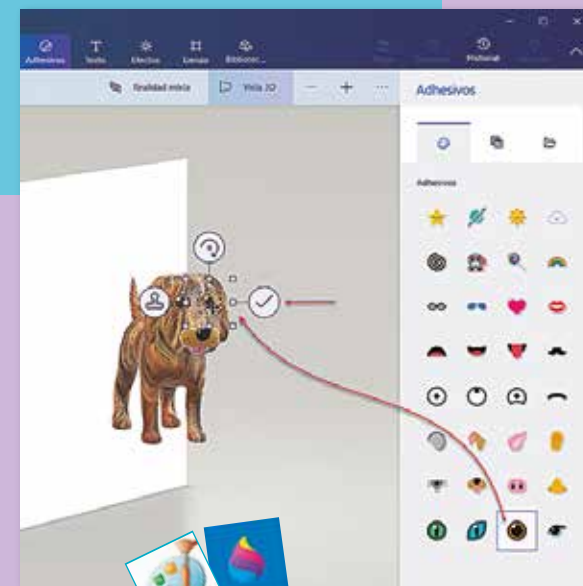 Adhesivos
Texto
Efectos
Lienzo
Bibliotec...
Historial
Realidad mixta
Vista 3D
Adhesivos
Adhesivos